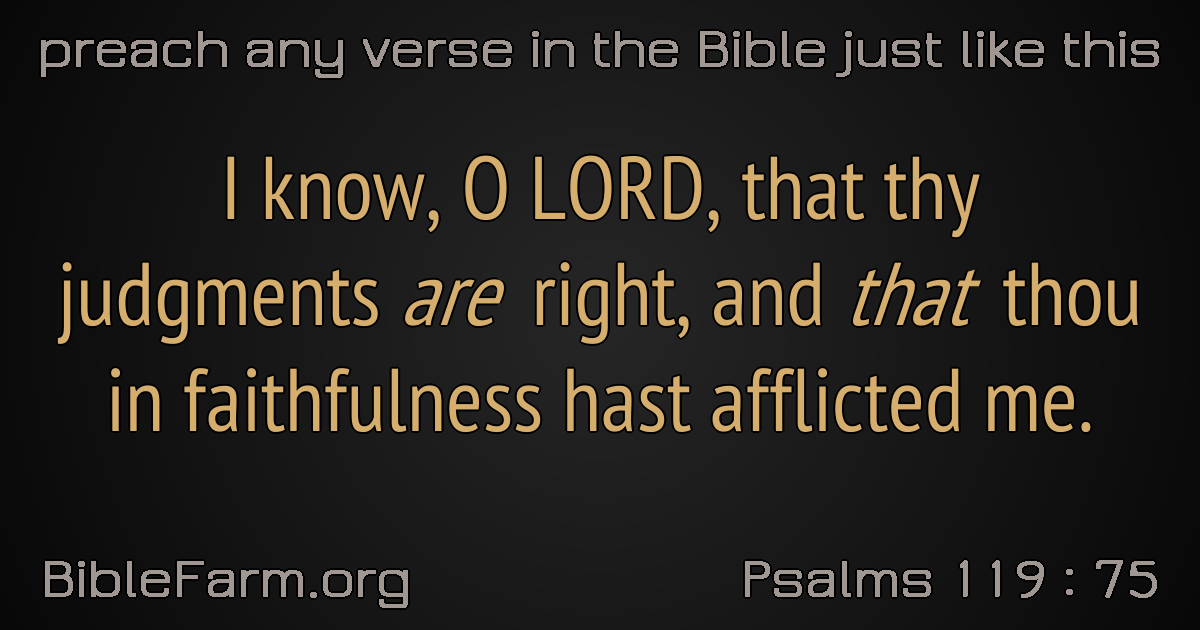 preach any verse in the Bible just like this
I know, O LORD, that thy
judgments are right, and that thou
in faithfulness hast afflicted me.
BibleFarm.org
Psalms 119 : 75